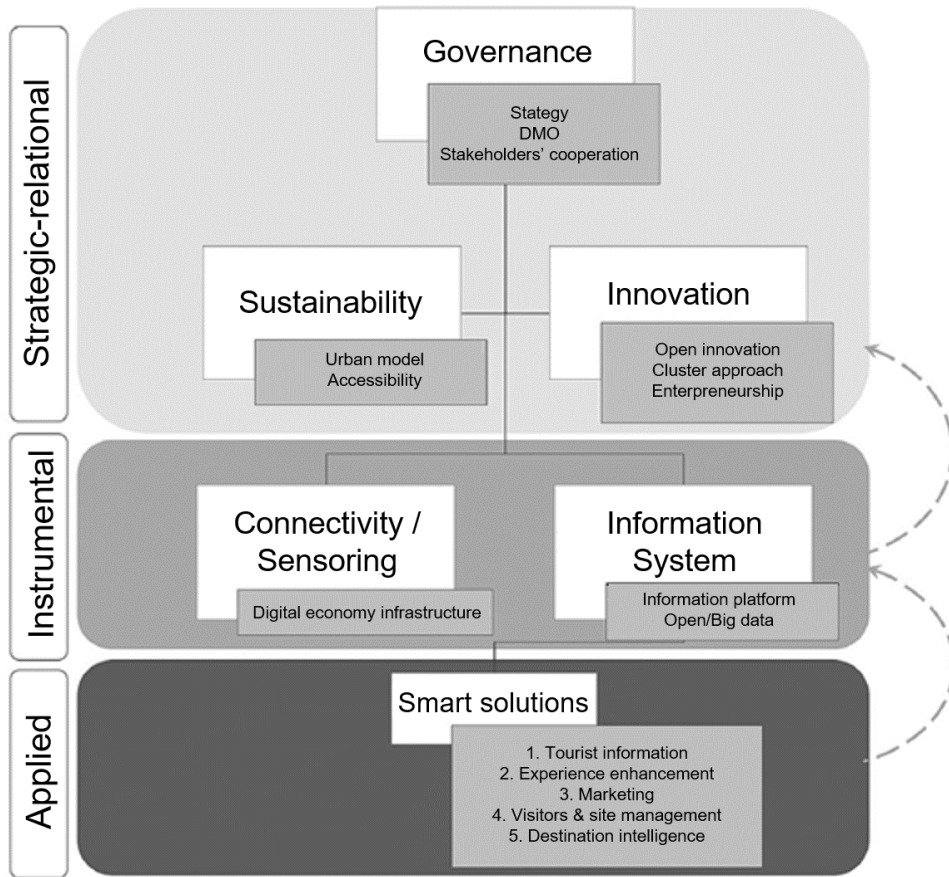 Strategic-relational
Governance
Stategy
DMO
Stakeholders' cooperation
Sustainability
Urban model
Accessibility
Innovation
Open innovation
Cluster approach
Enterpreneurship
Instrumental
Connectivity /
Sensoring
Digital economy infrastructure
Information
System
Information platform
Open/Big data
Applied
Smart solutions
1. Tourist information
2. Experience enhancement
3. Marketing
4. Visitors & site management
5. Destination intelligence